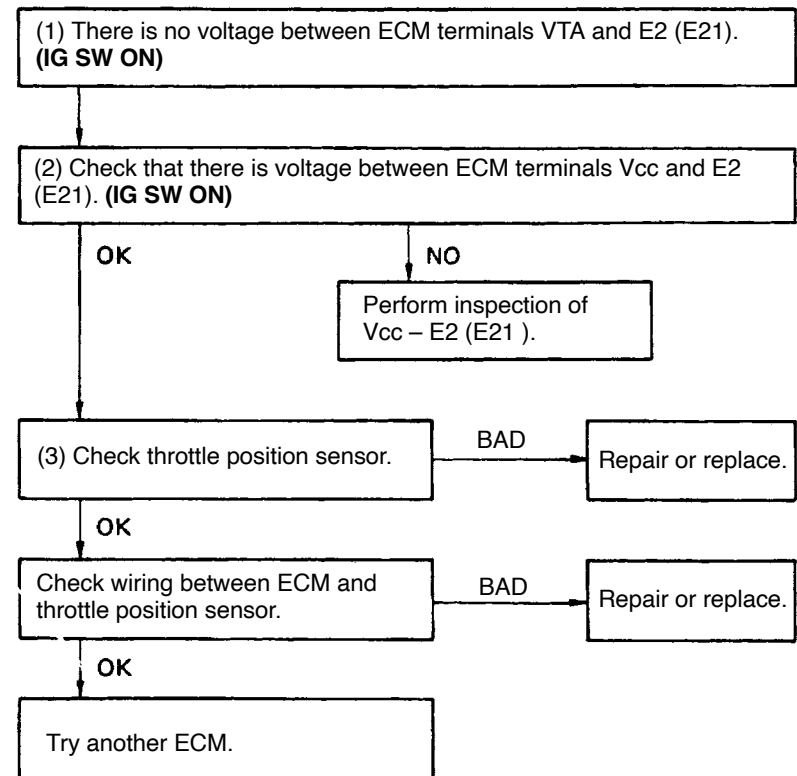 (1) There is no voltage between ECM terminals VTA and E2 (E21).
(IG SW ON)
(2) Check that there is voltage between ECM terminals Vcc and E2
(E21). (IG SW ON)
OK
NO
Perform inspection of
Vcc – E2 (E21 ).
(3) Check throttle position sensor.
BAD
Repair or replace.
OK
Check wiring between ECM and
throttle position sensor.
BAD
Repair or replace.
OK
Try another ECM.